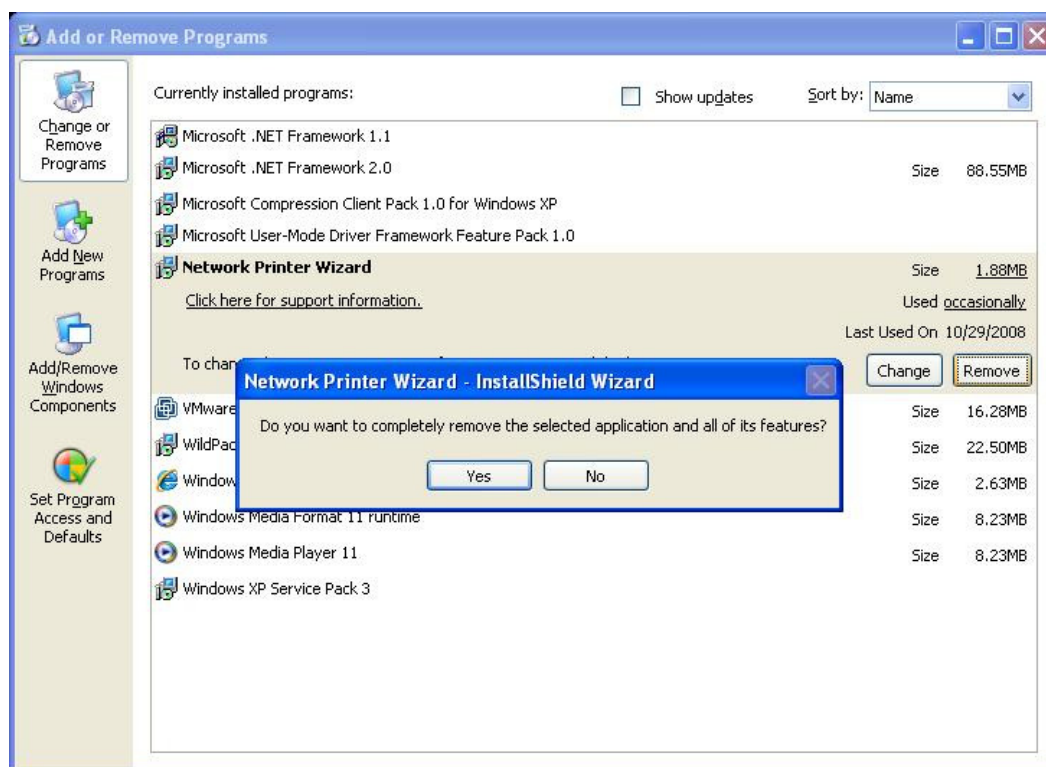 Add or Remove Programs
Change or
Remove
Programs
Add New
Programs
Add/Remove
Windows
Components
Set Program
Access and
Defaults
Currently installed programs:
Show updates
Sort by: Name
Microsoft .NET Framework 1.1
Microsoft .NET Framework 2.0 Size 88.55MB
Microsoft Compression Client Pack 1.0 for Windows XP
Microsoft User-Mode Driver Framework Feature Pack 1.0
Network Printer Wizard Size 1.88MB
Click here for support information. Used occasionally
Last Used On 10/29/2008
To Change Remove
Network Printer Wizard - InstallShield Wizard
Do you want to completely remove the selected application and all of its features?
Yes No
VMware Size 16.28MB
WildPac Size 22.50MB
Window Size 2.63MB
Windows Media Format 11 runtime Size 8.23MB
Windows Media Player 11 Size 8.23MB
Windows XP Service Pack 3